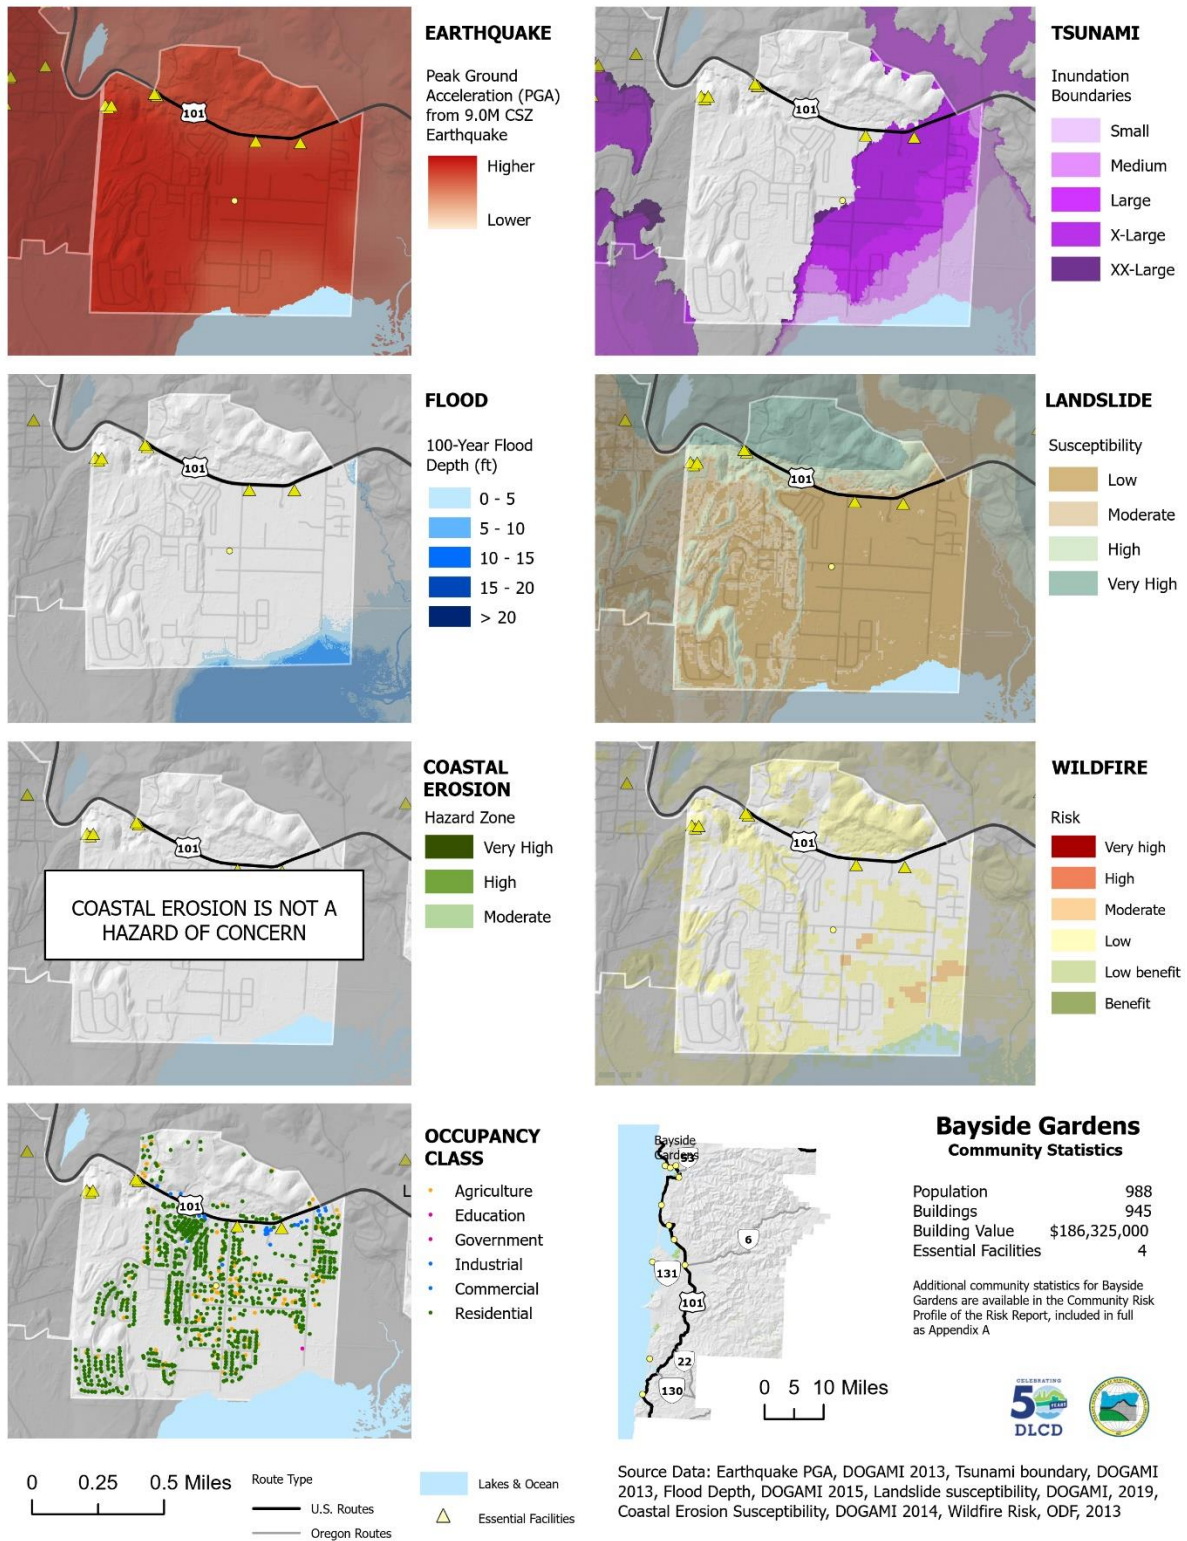 EARTHQUAKE
Peak Ground
Acceleration (PGA)
from 9.0M CSZ
Earthquake
Higher
Lower
101
TSUNAMI
Inundation
Boundaries
Small
Medium
Large
X-Large
XX-Large
101
FLOOD
100-Year Flood
Depth (ft)
0 - 5
5 - 10
10 - 15
15 - 20
> 20
101
LANDSLIDE
Susceptibility
Low
Moderate
High
Very High
101
COASTAL
EROSION
Hazard Zone
Very High
High
Moderate
101
COASTAL EROSION IS NOT A
HAZARD OF CONCERN
WILDFIRE
Risk
Very high
High
Moderate
Low
Low benefit
Benefit
101
OCCUPANCY
CLASS
Agriculture
Education
Government
Industrial
Commercial
Residential
101
L
Bayside
Gardens
53
6
131
101
22
130
0 5 10 Miles
Bayside Gardens
Community Statistics
Population 988
Buildings 945
Building Value $186,325,000
Essential Facilities 4
Additional community statistics for Bayside
Gardens are available in the Community Risk
Profile of the Risk Report, included in full
as Appendix A
CELEBRATING
50
YEARS
DLCD
0 0.25 0.5 Miles
Route Type
U.S. Routes
Oregon Routes
Lakes & Ocean
Essential Facilities
Source Data: Earthquake PGA, DOGAMI 2013, Tsunami boundary, DOGAMI
2013, Flood Depth, DOGAMI 2015, Landslide susceptibility, DOGAMI, 2019,
Coastal Erosion Susceptibility, DOGAMI 2014, Wildfire Risk, ODF, 2013